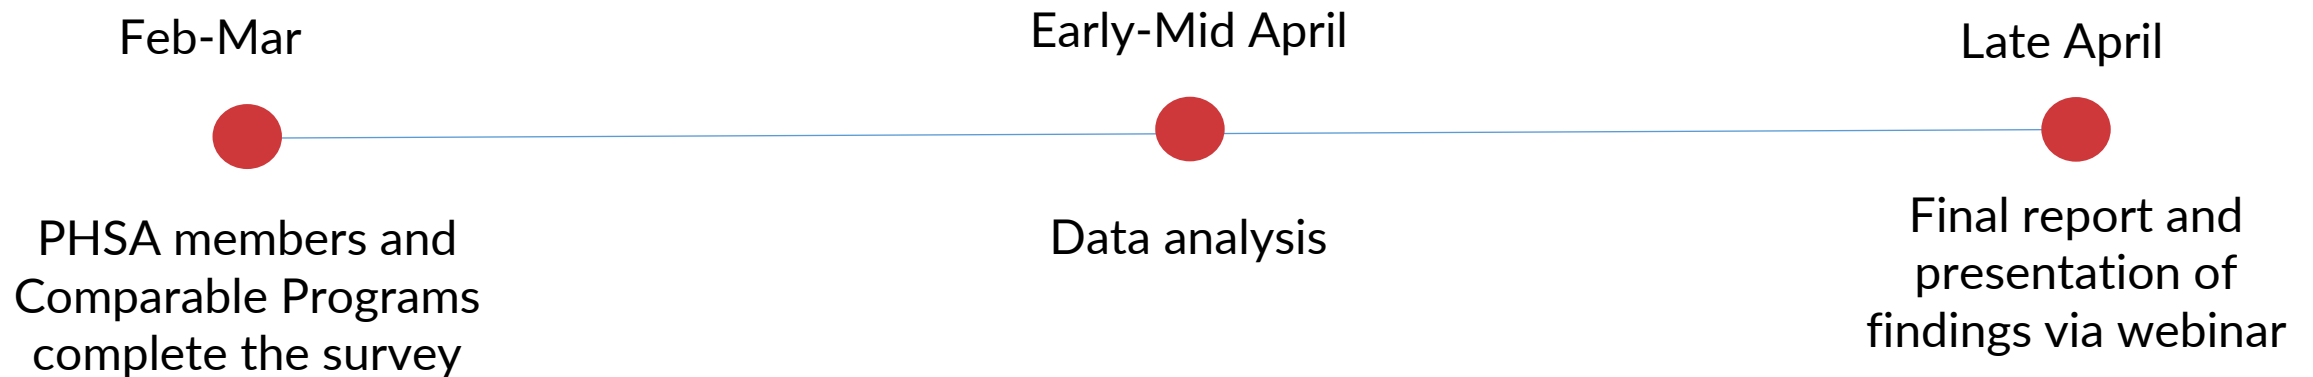 Feb-Mar
PHSA members and
Comparable Programs
complete the survey
Early-Mid April
Data analysis
Late April
Final report and
presentation of
findings via webinar